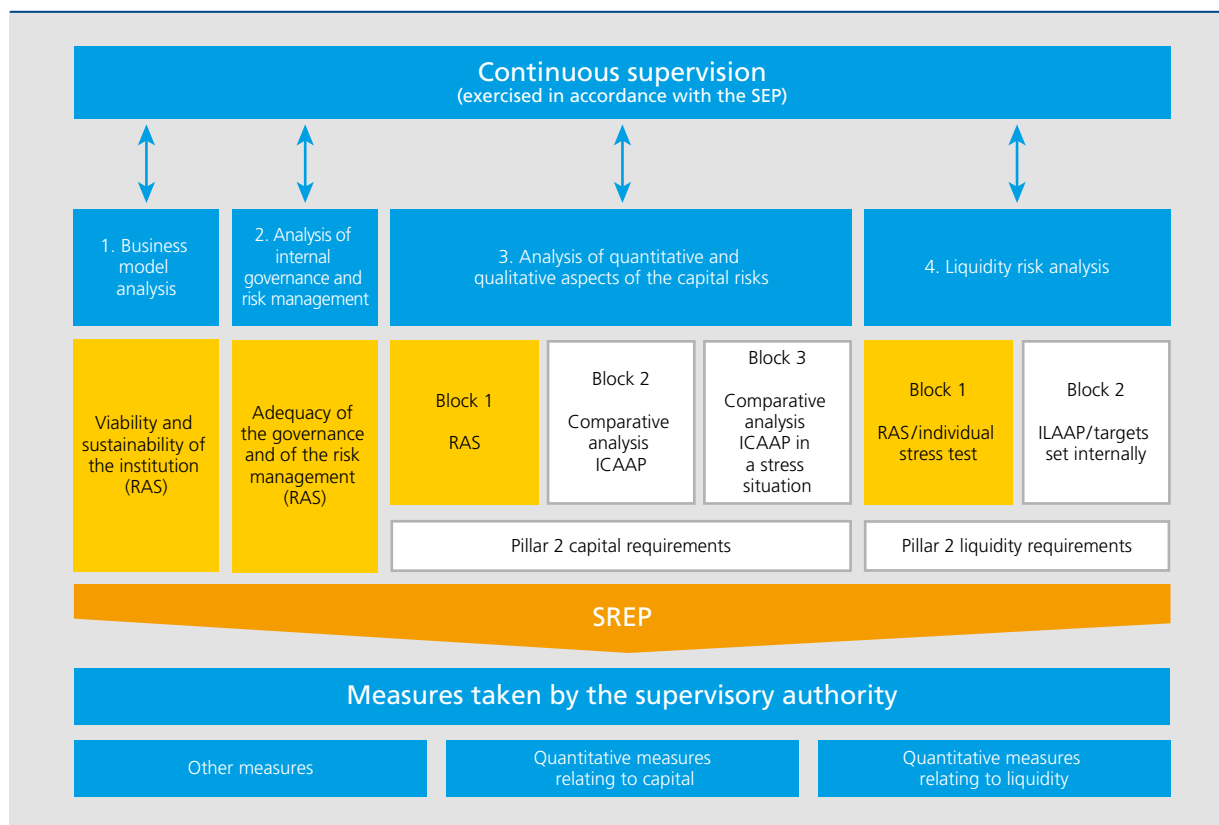 Continuous supervision
(exercised in accordance with the SEP)
1. Business
model
analysis
2. Analysis of
internal
governance and
risk management
3. Analysis of quantitative and
qualitative aspects of the capital risks
4. Liquidity risk analysis
Viability and
sustainability of
the institution
(RAS)
Adequacy of
the governance
and of the risk
management
(RAS)
Block 1
RAS
Block 2
Comparative
analysis
ICAAP
Block 3
Comparative
analysis
ICAAP in
a stress
situation
Block 1
RAS/individual
stress test
Block 2
ILAAP/targets
set internally
Pillar 2 capital requirements
Pillar 2 liquidity requirements
SREP
Measures taken by the supervisory authority
Other measures
Quantitative measures
relating to capital
Quantitative measures
relating to liquidity